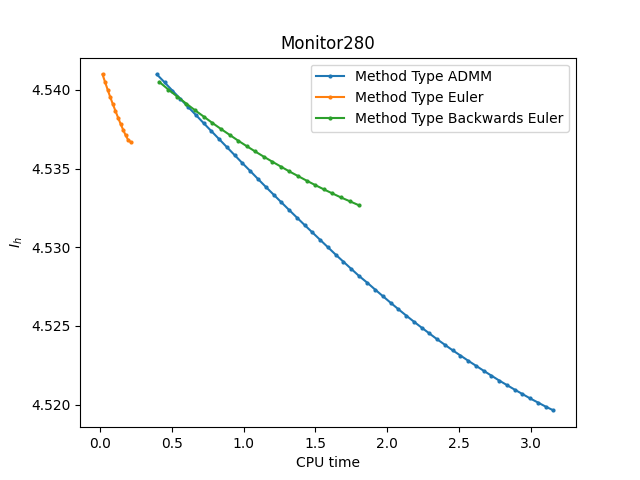 Monitor280
Method Type ADMM
Method Type Euler
Method Type Backwards Euler
4.540
4.535
4.530
4.525
4.520
I_h
0.0 0.5 1.0 1.5 2.0 2.5 3.0
CPU time